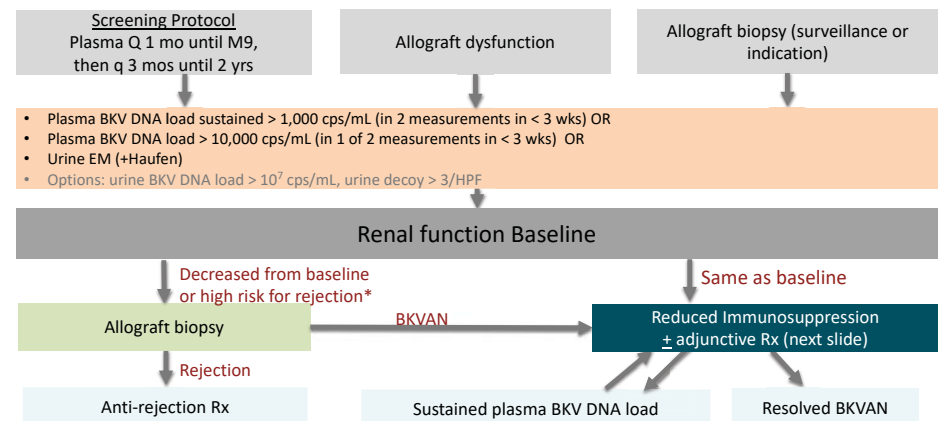 Screening Protocol
Plasma Q 1 mo until M9,
then q 3 mos until 2 yrs
Allograft dysfunction
Allograft biopsy (surveillance or
indication)
• Plasma BKV DNA load sustained > 1,000 cps/mL (in 2 measurements in < 3 wks) OR
• Plasma BKV DNA load > 10,000 cps/mL (in 1 of 2 measurements in < 3 wks) OR
• Urine EM (+Haufen)
• Options: urine BKV DNA load > 10⁷ cps/mL, urine decoy > 3/HPF
Renal function Baseline
Decreased from baseline
or high risk for rejection*
Same as baseline
Allograft biopsy
BKVAN
Reduced Immunosuppression
+ adjunctive Rx (next slide)
Rejection
Anti-rejection Rx
Sustained plasma BKV DNA load
Resolved BKVAN